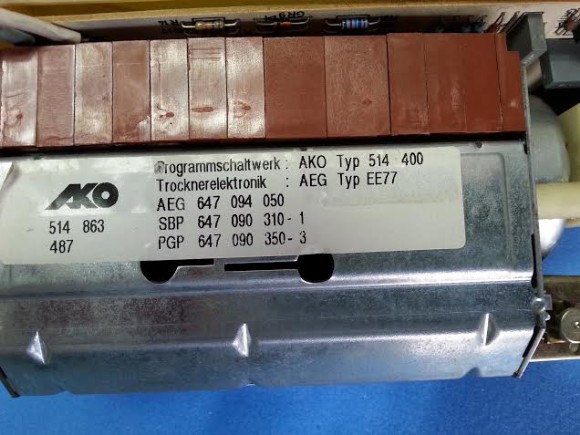 Programmschaltwerk : AKO Typ 514 400
Trocknerelektronik : AEG Typ EE77
AEG 647 094 050
SBP 647 090 310-1
PGP 647 090 350-3
AKO
514 863
487